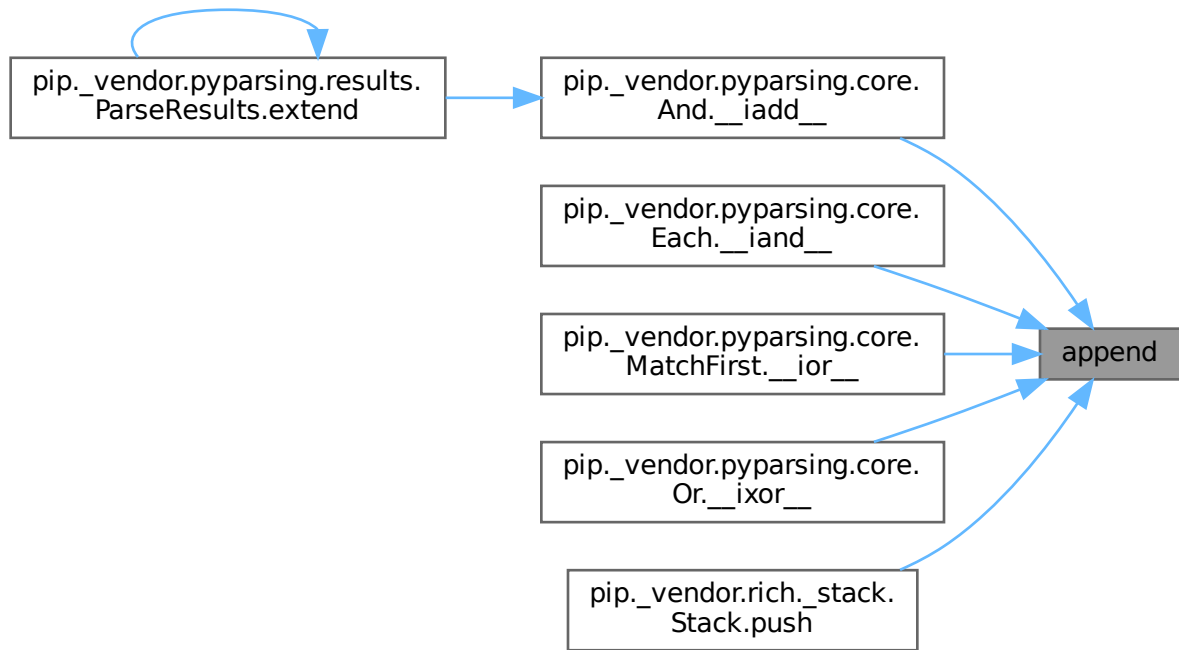 pip._vendor.pyparsing.results.
ParseResults.extend
pip._vendor.pyparsing.core.
And.__iadd__
pip._vendor.pyparsing.core.
Each.__iand__
pip._vendor.pyparsing.core.
MatchFirst.__ior__
append
pip._vendor.pyparsing.core.
Or.__ixor__
pip._vendor.rich._stack.
Stack.push